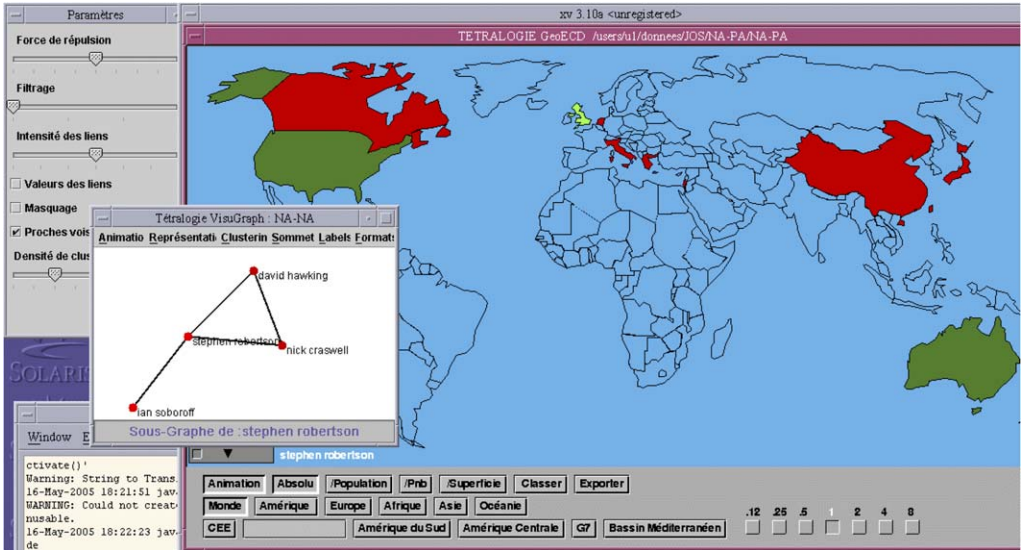 Paramètres
Force de répulsion
Filtrage
Intensité des liens
Valeurs des liens
Masquage
Proches vois
Densité de clus
xv 3.10a <unregistered>
TETRALOGIE GeoECD /users/u1/donnees/JOS/NA-PA/NA-PA
Tétralogie VisuGraph : NA-NA
Animatio Représentati Clusterin Sommet Labels Formats
david hawking
stephen robertson
nick craswell
ian soboroff
Sous-Graphe de :stephen robertson
SOLARIS
Window E
ctivate()'
Warning: String to Trans
16-May-2005 18:21:51 jav
WARNING: Could not creat
nusable.
16-May-2005 18:22:23 jav
de
stephen robertson
Animation Absolu /Population /Pnb /Superficie Classer Exporter
Monde Amérique Europe Afrique Asie Océanie
CEE Amérique du Sud Amérique Centrale G7 Bassin Méditerranéen
.12 .25 .5 1 2 4 8